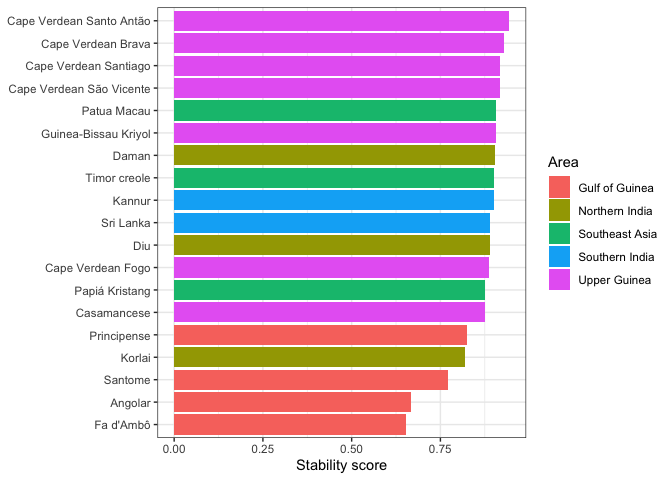 Cape Verdean Santo Antão
Cape Verdean Brava
Cape Verdean Santiago
Cape Verdean São Vicente
Patua Macau
Guinea-Bissau Kriyol
Daman
Timor creole
Kannur
Sri Lanka
Diu
Cape Verdean Fogo
Papiá Kristang
Casamancese
Principense
Korlai
Santome
Angolar
Fa d'Ambô
0.00 0.25 0.50 0.75
Stability score
Area
Gulf of Guinea
Northern India
Southeast Asia
Southern India
Upper Guinea